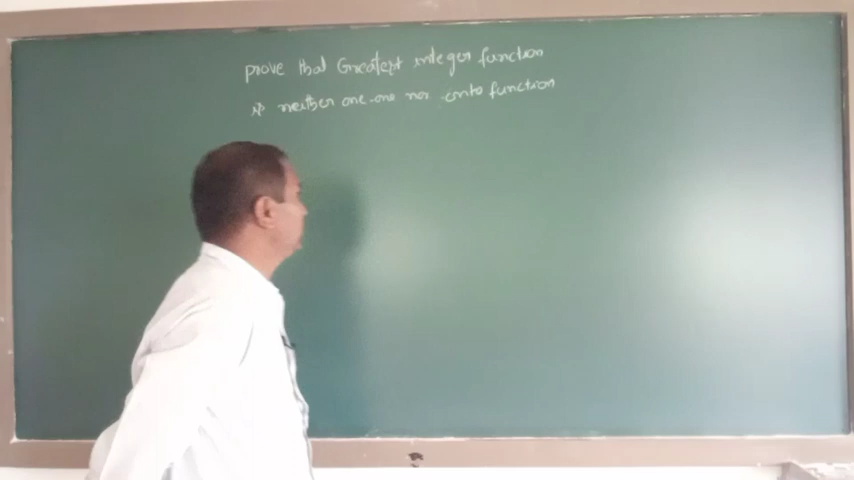 prove that Greatest integer function
is neither one-one nor onto function